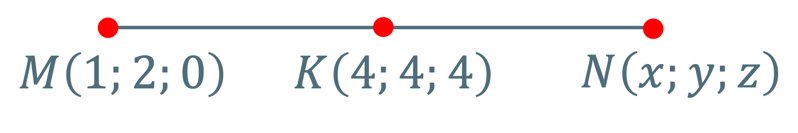 M(1; 2; 0) K(4; 4; 4) N(x; y; z)